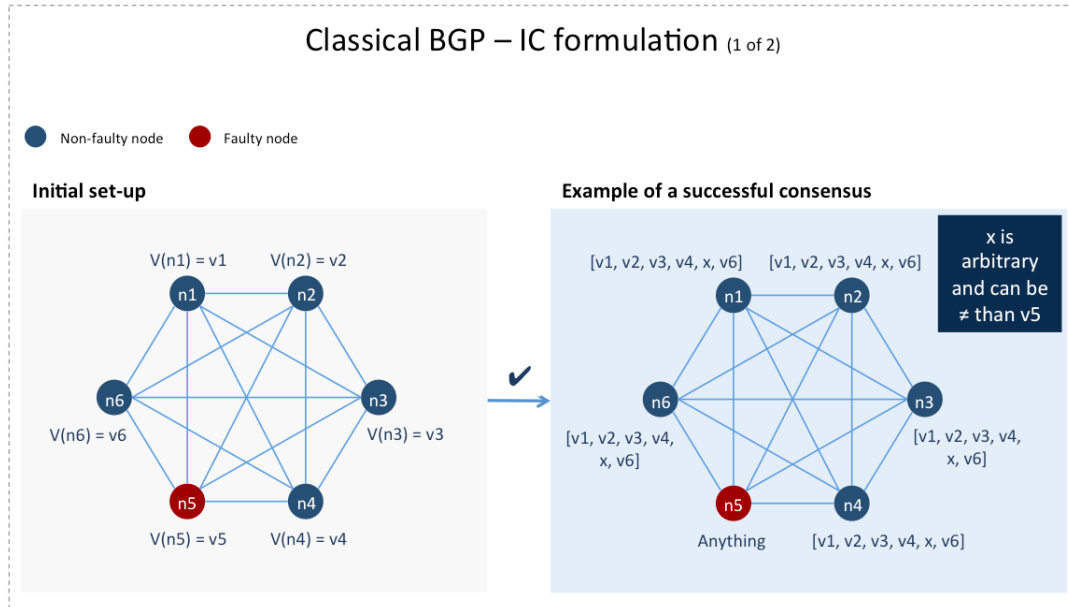 Classical BGP – IC formulation (1 of 2)
Non-faulty node
Faulty node
Initial set-up
V(n1) = v1
V(n2) = v2
n1
n2
n6
n3
V(n6) = v6
V(n3) = v3
n5
n4
V(n5) = v5
V(n4) = v4
✔
Example of a successful consensus
x is
arbitrary
and can be
≠ than v5
[v1, v2, v3, v4, x, v6]
[v1, v2, v3, v4, x, v6]
n1
n2
n6
n3
[v1, v2, v3, v4,
x, v6]
[v1, v2, v3, v4,
x, v6]
n5
n4
Anything
[v1, v2, v3, v4, x, v6]